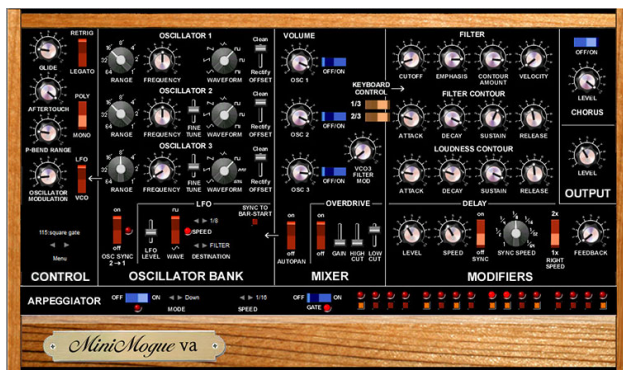 RETRIG
GLIDE
LEGATO
AFTERTOUCH
POLY
P-BEND RANGE
MONO
LFO
OSCILLATOR
MODULATION
VCO
115:square gate
Menu
CONTROL
OSCILLATOR 1
Clean
RANGE
FREQUENCY
WAVEFORM
Rectify
OFFSET
OSCILLATOR 2
Clean
RANGE
FINE
TUNE
WAVEFORM
Rectify
OFFSET
OSCILLATOR 3
Clean
RANGE
FINE
TUNE
WAVEFORM
Rectify
OFFSET
LFO
on
off
OSC SYNC
2→1
LFO
LEVEL
WAVE
1/8
SPEED
FILTER
DESTINATION
SYNC TO
BAR-START
OSCILLATOR BANK
VOLUME
OSC 1
OFF/ON
KEYBOARD
CONTROL
1/3
2/3
OSC 2
OFF/ON
VCO3
FILTER
MOD
OSC 3
OFF/ON
OVERDRIVE
on
off
AUTOPAN
on
off
GAIN
HIGH
CUT
LOW
CUT
MIXER
FILTER
CUTOFF
EMPHASIS
CONTOUR
AMOUNT
VELOCITY
FILTER CONTOUR
ATTACK
DECAY
SUSTAIN
RELEASE
LOUDNESS CONTOUR
ATTACK
DECAY
SUSTAIN
RELEASE
DELAY
LEVEL
SPEED
on
off
SYNC
SYNC SPEED
2x
1x
RIGHT
SPEED
FEEDBACK
MODIFIERS
OFF/ON
LEVEL
CHORUS
LEVEL
OUTPUT
ARPEGGIATOR
OFF
ON
Down
MODE
1/16
SPEED
OFF
ON
GATE
MiniMogue va